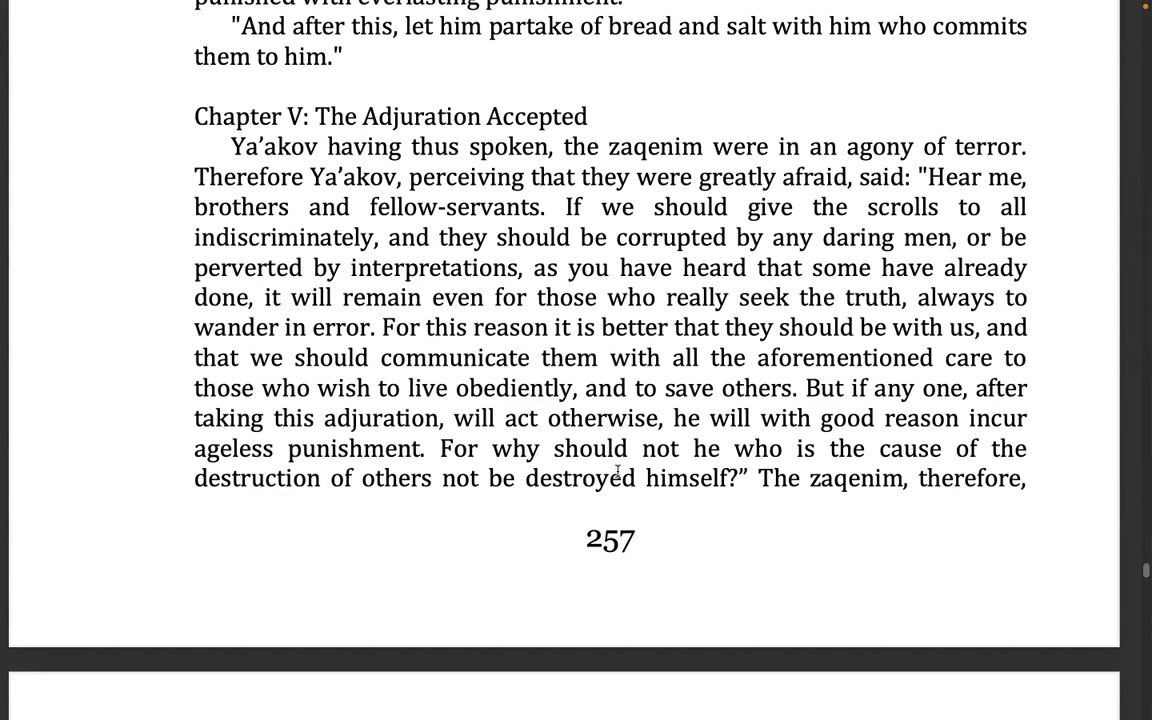 punished with everlasting punishment.
"And after this, let him partake of bread and salt with him who commits
them to him."
Chapter V: The Adjuration Accepted
Ya’akov having thus spoken, the zaqenim were in an agony of terror.
Therefore Ya’akov, perceiving that they were greatly afraid, said: "Hear me,
brothers and fellow-servants. If we should give the scrolls to all
indiscriminately, and they should be corrupted by any daring men, or be
perverted by interpretations, as you have heard that some have already
done, it will remain even for those who really seek the truth, always to
wander in error. For this reason it is better that they should be with us, and
that we should communicate them with all the aforementioned care to
those who wish to live obediently, and to save others. But if any one, after
taking this adjuration, will act otherwise, he will with good reason incur
ageless punishment. For why should not he who is the cause of the
destruction of others not be destroyed himself?” The zaqenim, therefore,
257